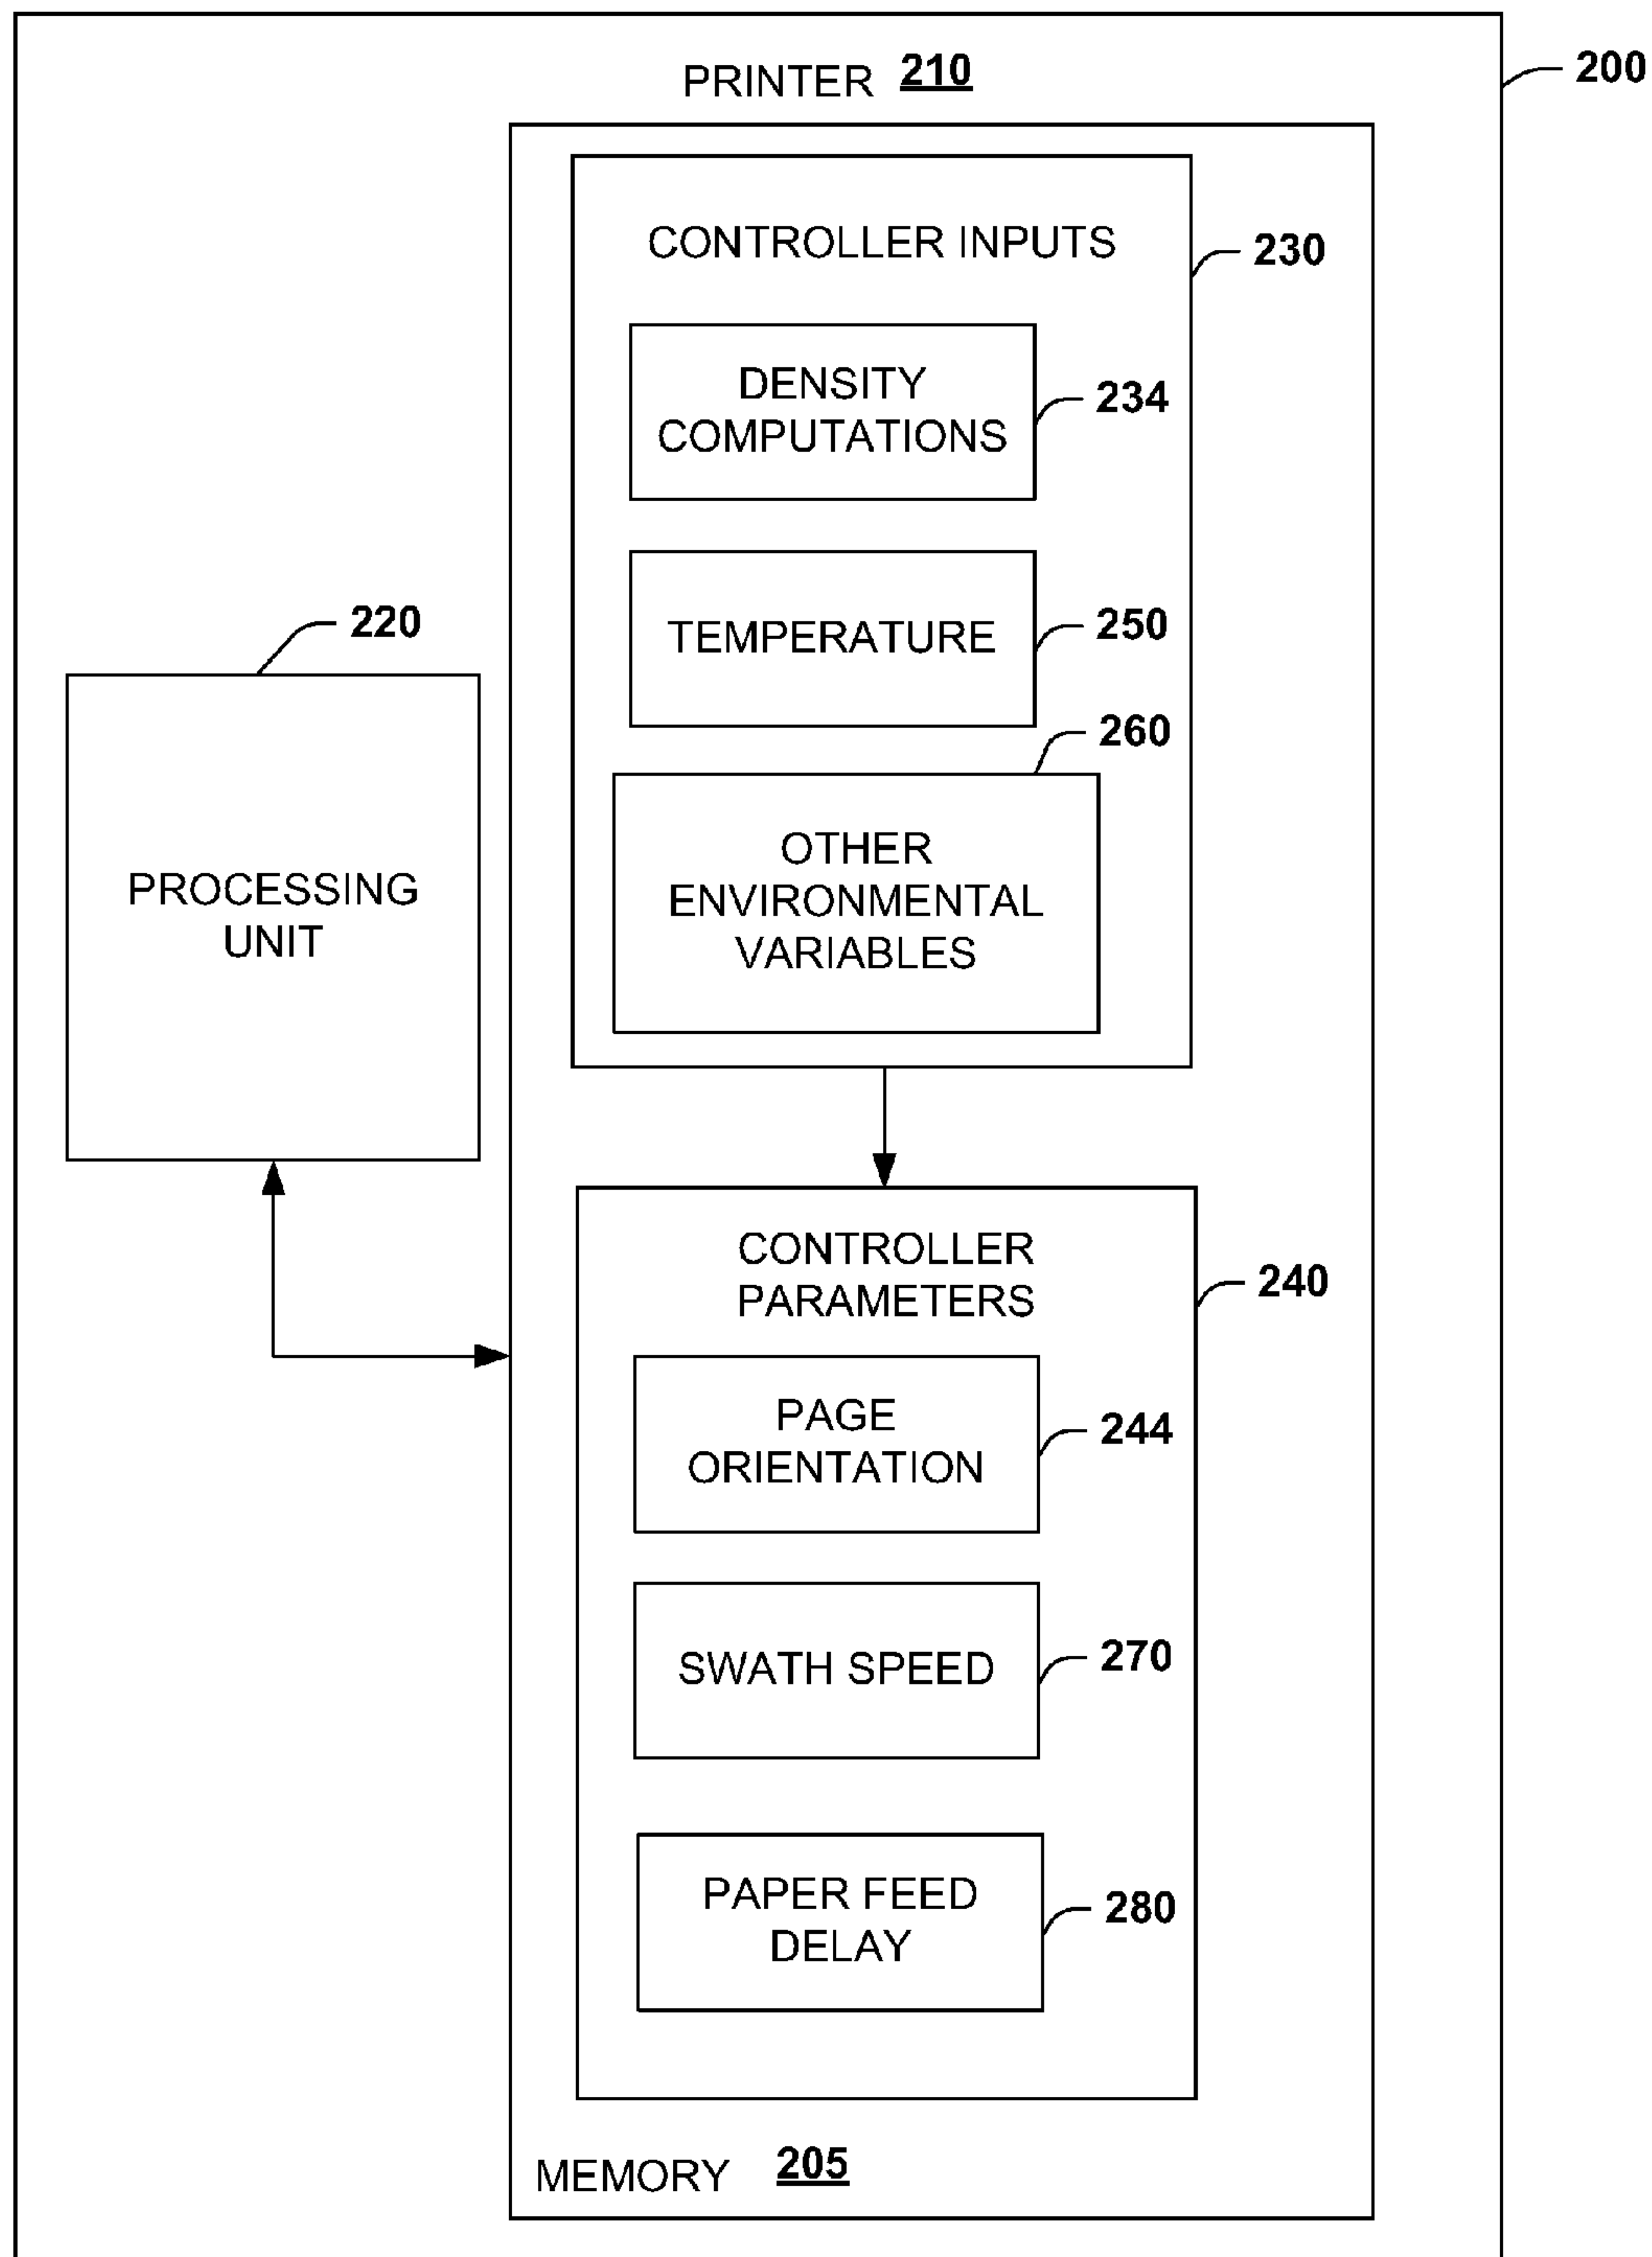 PRINTER 210
200
CONTROLLER INPUTS
230
DENSITY
COMPUTATIONS
234
TEMPERATURE
250
260
OTHER
ENVIRONMENTAL
VARIABLES
220
PROCESSING
UNIT
CONTROLLER
PARAMETERS
240
PAGE
ORIENTATION
244
SWATH SPEED
270
PAPER FEED
DELAY
280
MEMORY 205